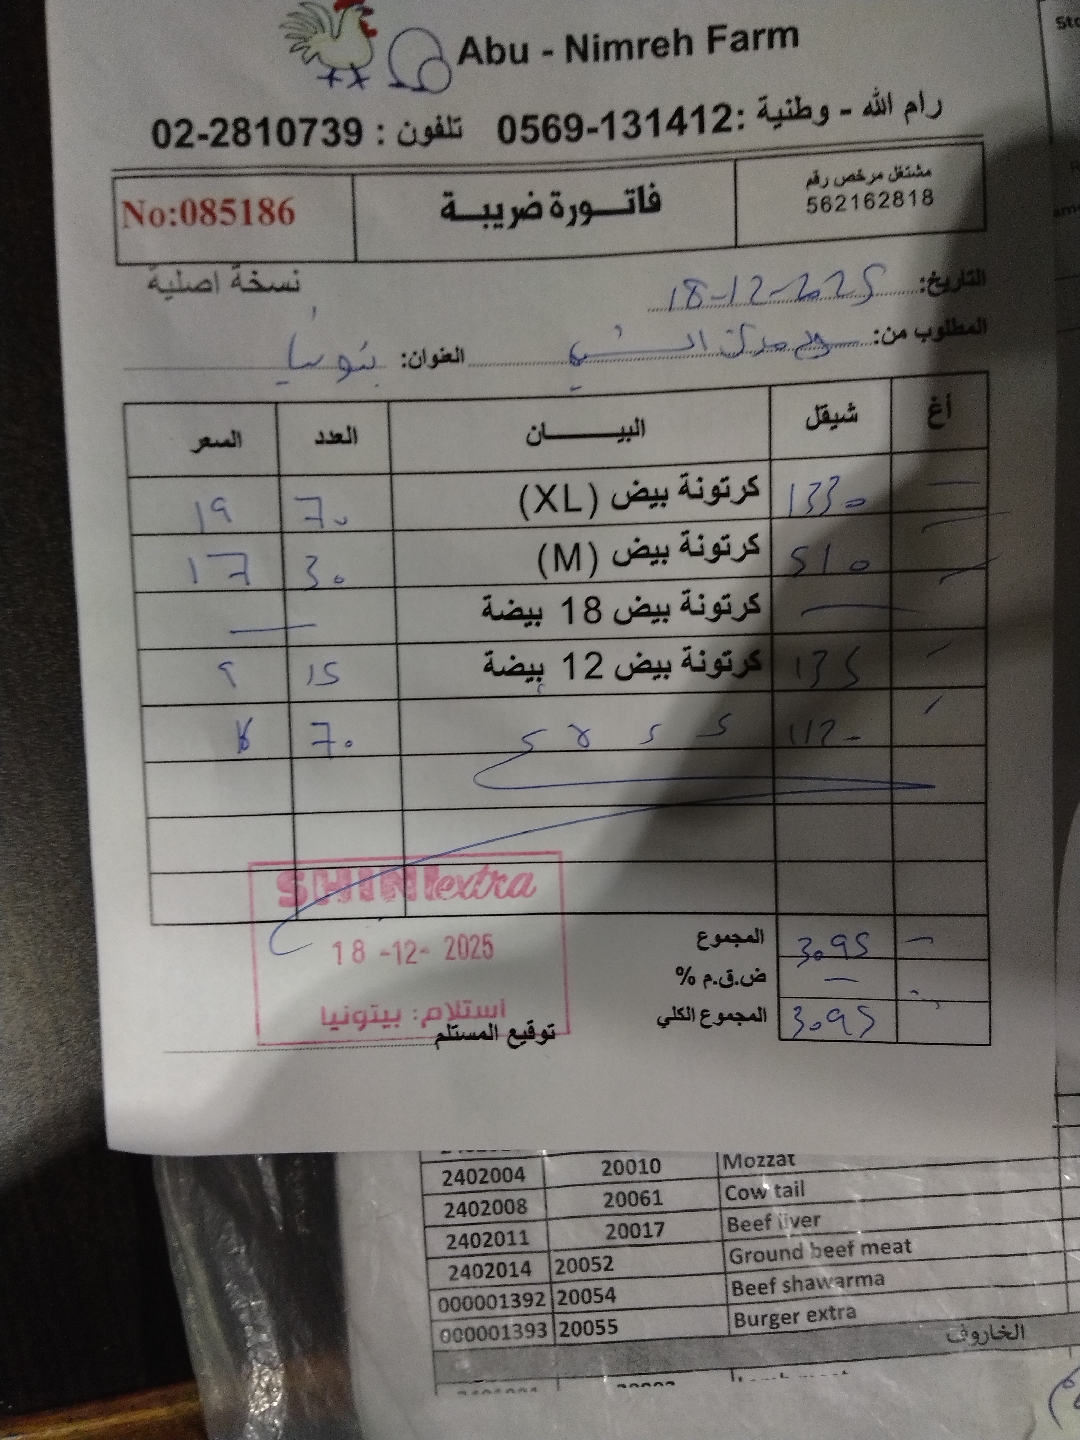 Abu - Nimreh Farm
رام الله - وطنية :0569-131412 تلفون : 02-2810739
مشتغل مرخص رقم
562162818
فاتـــورة ضريبـــة
No:085186
نسخة اصلية
التاريخ: 18-12-2025
المطلوب من: العنوان: بتونيا
أغ شيقل البيــــــان العدد السعر
1330 كرتونة بيض (XL) 70 19
510 كرتونة بيض (M) 30 17
كرتونة بيض 18 بيضة
135 كرتونة بيض 12 بيضة 15 9
1120 70
المجموع 3095
ض.ق.م %
المجموع الكلي 3095
SHINI extra
18 -12- 2025
استلام: بيتونيا
توقيع المستلم
2402004 20010 Mozzat
2402008 20061 Cow tail
2402011 20017 Beef liver
2402014 20052 Ground beef meat
000001392 20054 Beef shawarma
000001393 20055 Burger extra
الخاروف